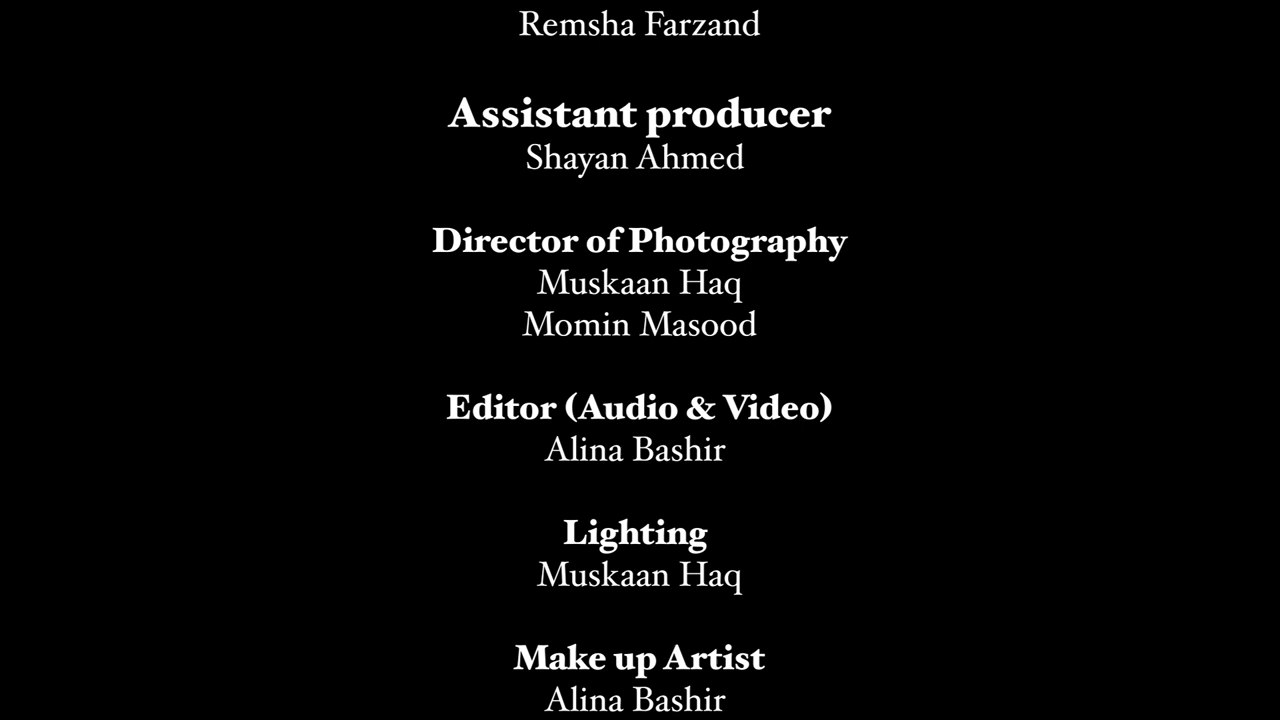 Remsha Farzand
Assistant producer
Shayan Ahmed
Director of Photography
Muskaan Haq
Momin Masood
Editor (Audio & Video)
Alina Bashir
Lighting
Muskaan Haq
Make up Artist
Alina Bashir